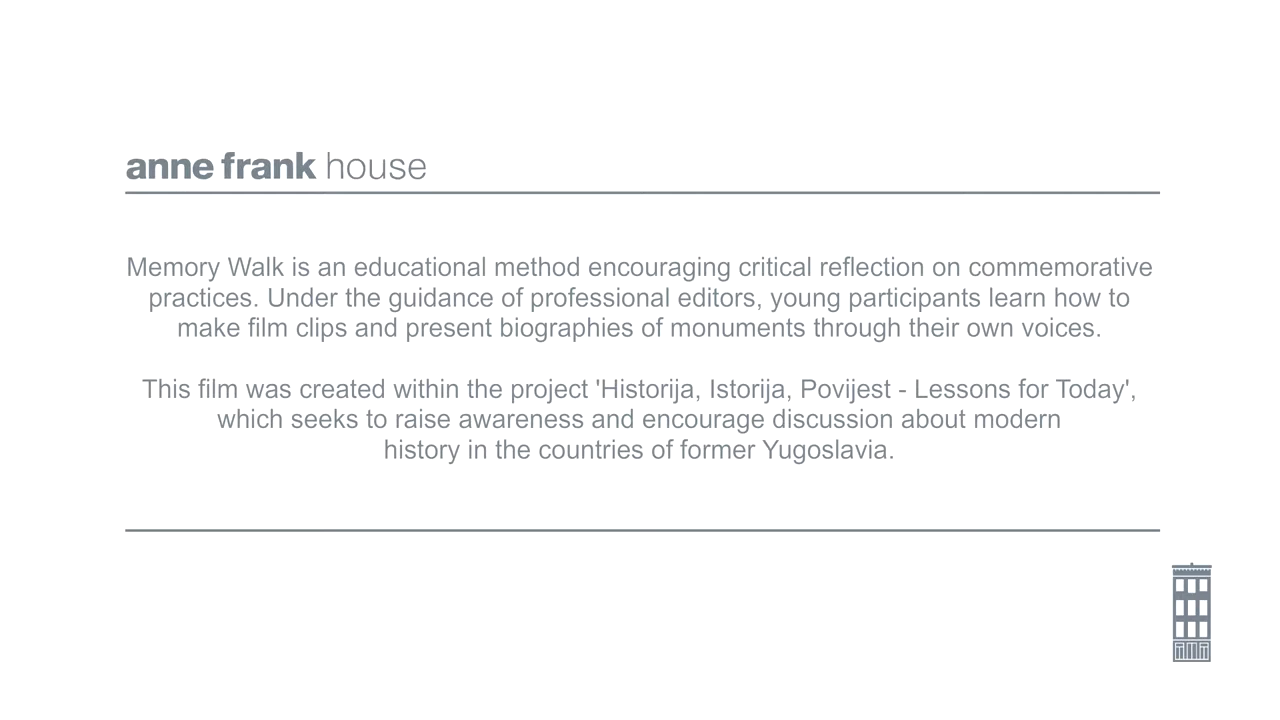 anne frank house
Memory Walk is an educational method encouraging critical reflection on commemorative
practices. Under the guidance of professional editors, young participants learn how to
make film clips and present biographies of monuments through their own voices.
This film was created within the project 'Historija, Istorija, Povijest - Lessons for Today',
which seeks to raise awareness and encourage discussion about modern
history in the countries of former Yugoslavia.